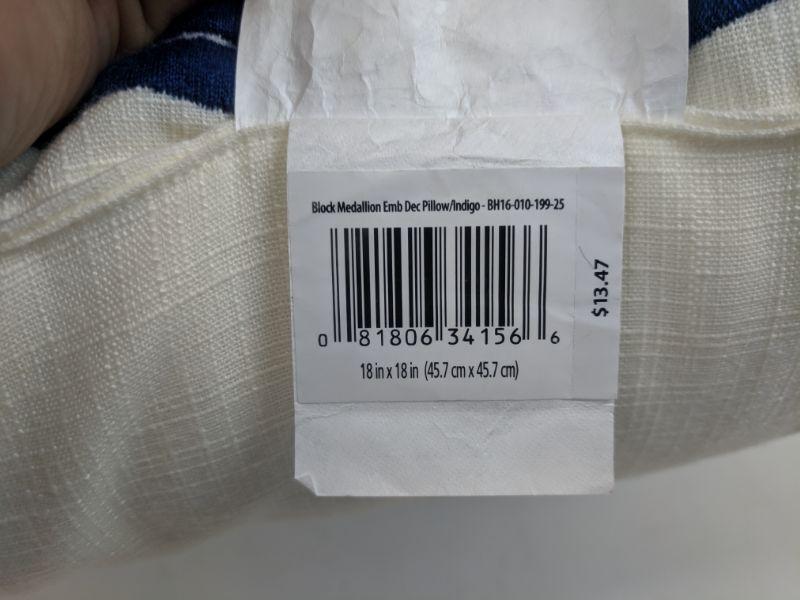 Block Medallion Emb Dec Pillow/Indigo - BH16-010-199-25
0 81806 34156 6
18 in x 18 in (45.7 cm x 45.7 cm)
$13.47